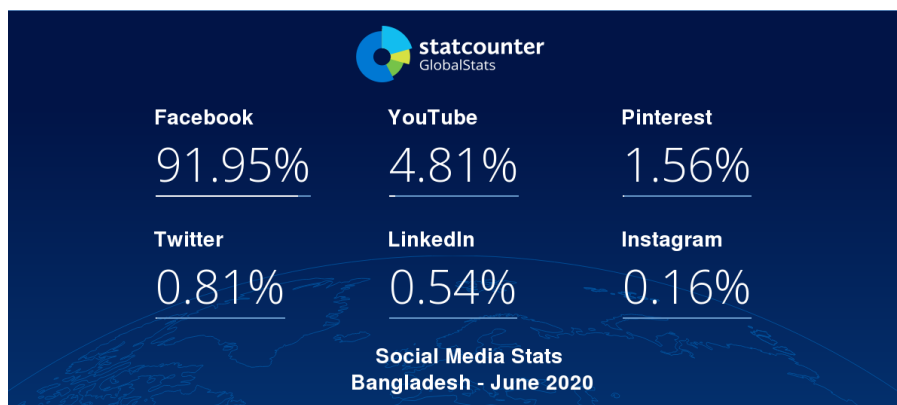 statcounter
GlobalStats
Facebook YouTube Pinterest
91.95% 4.81% 1.56%
Twitter LinkedIn Instagram
0.81% 0.54% 0.16%
Social Media Stats
Bangladesh - June 2020